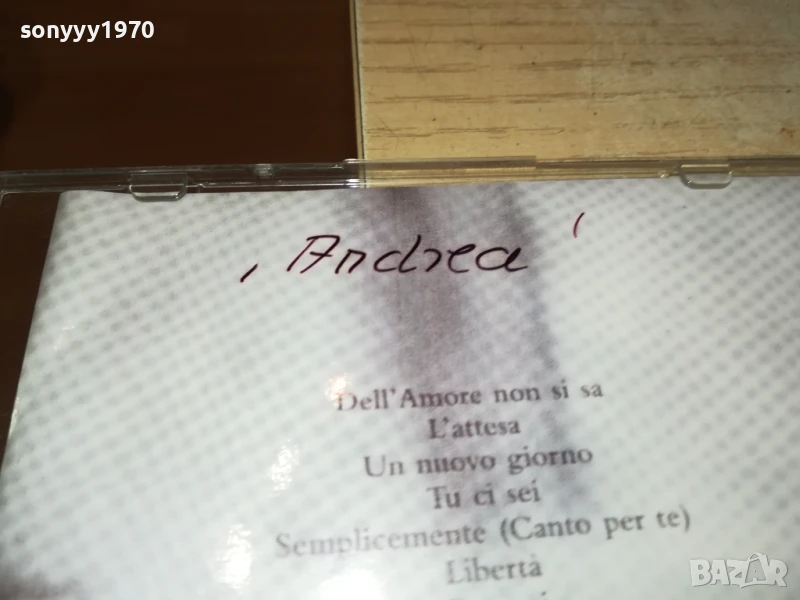 sonyyy1970
, Andrea '
Dell'Amore non si sa
L'attesa
Un nuovo giorno
Tu ci sei
Semplicemente (Canto per te)
Libertà
BAZAR